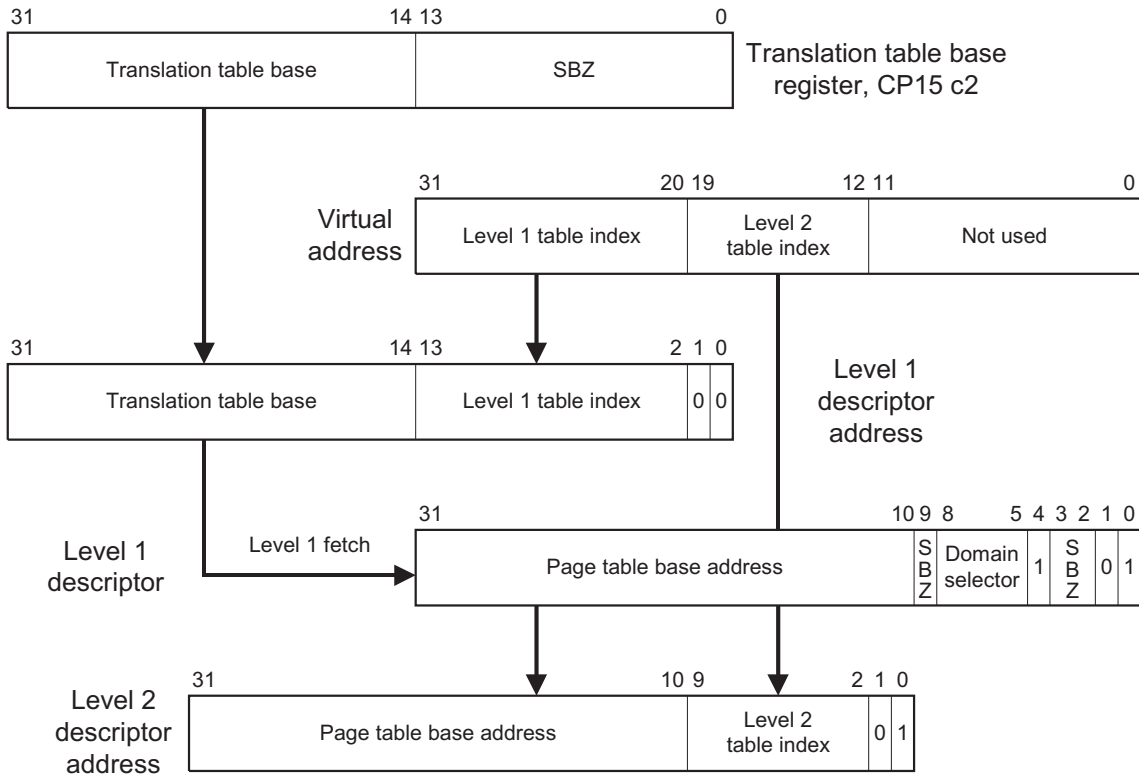 31 14 13 0
Translation table base SBZ
Translation table base
register, CP15 c2
31 20 19 12 11 0
Virtual
address
Level 1 table index
Level 2
table index
Not used
31 14 13 2 1 0
Translation table base Level 1 table index 0 0
Level 1
descriptor
address
31 10 9 8 5 4 3 2 1 0
Level 1
descriptor
Level 1 fetch
Page table base address
S
B
Z
Domain
selector
1
S
B
Z
0 1
31 10 9 2 1 0
Level 2
descriptor
address
Page table base address
Level 2
table index
0 1